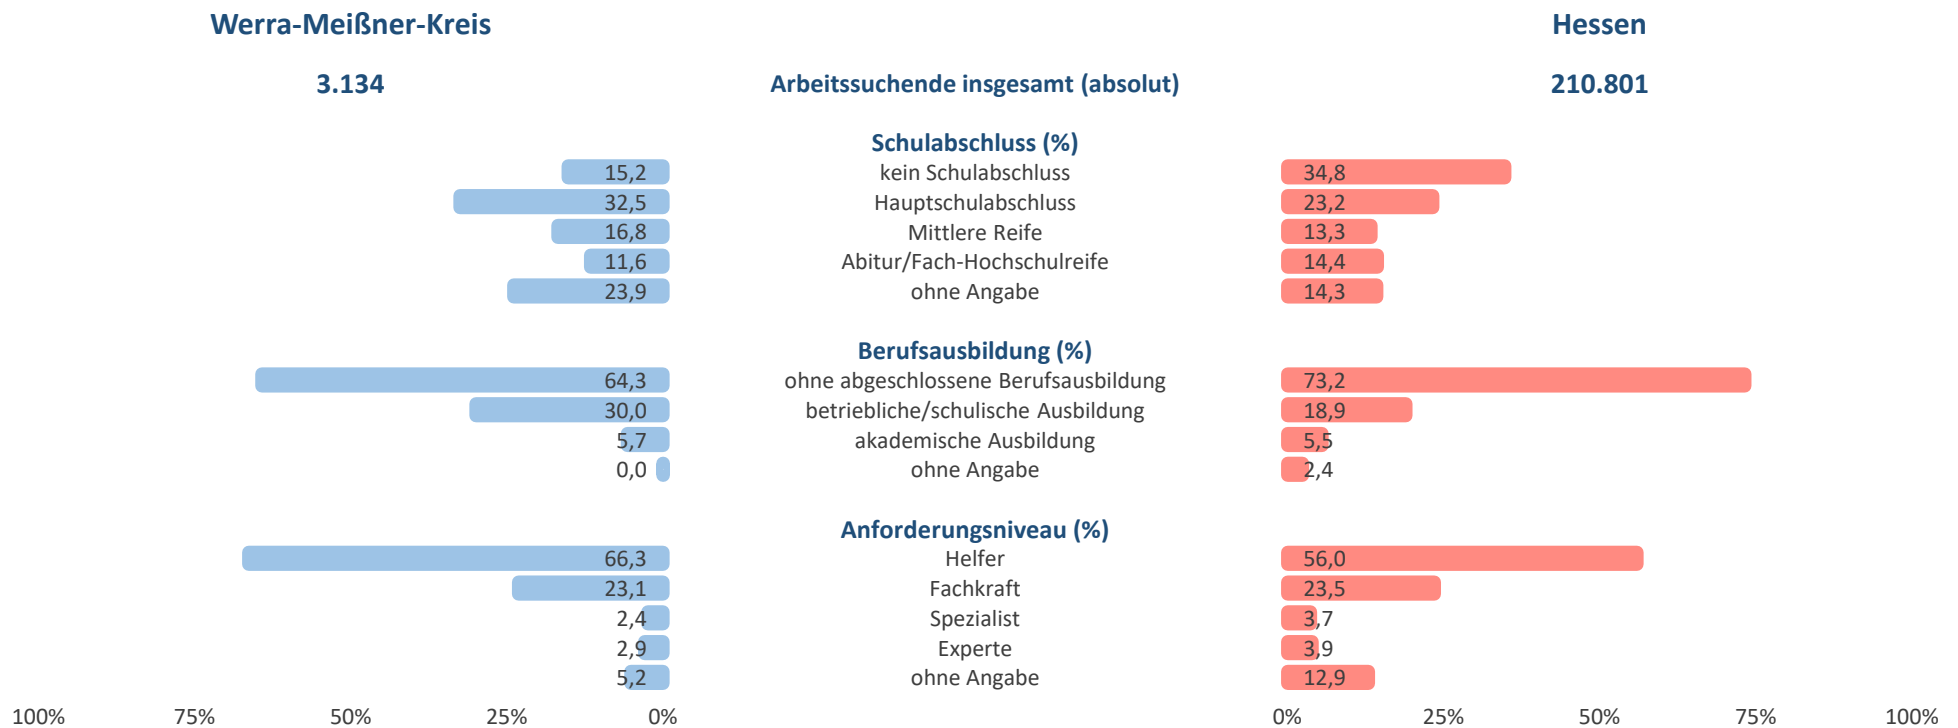 Werra-Meißner-Kreis Hessen
3.134 Arbeitssuchende insgesamt (absolut) 210.801
Schulabschluss (%)
15,2 kein Schulabschluss 34,8
32,5 Hauptschulabschluss 23,2
16,8 Mittlere Reife 13,3
11,6 Abitur/Fach-Hochschulreife 14,4
23,9 ohne Angabe 14,3
Berufsausbildung (%)
64,3 ohne abgeschlossene Berufsausbildung 73,2
30,0 betriebliche/schulische Ausbildung 18,9
5,7 akademische Ausbildung 5,5
0,0 ohne Angabe 2,4
Anforderungsniveau (%)
66,3 Helfer 56,0
23,1 Fachkraft 23,5
2,4 Spezialist 3,7
2,9 Experte 3,9
5,2 ohne Angabe 12,9
100% 75% 50% 25% 0% 0% 25% 50% 75% 100%